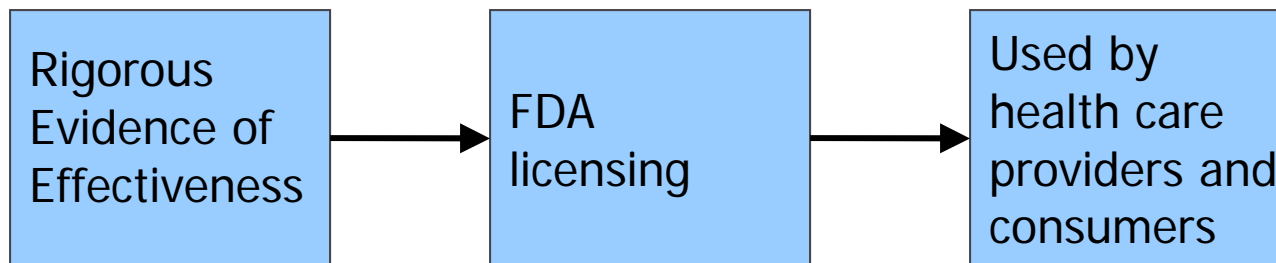 Rigorous
Evidence of
Effectiveness
FDA
licensing
Used by
health care
providers and
consumers